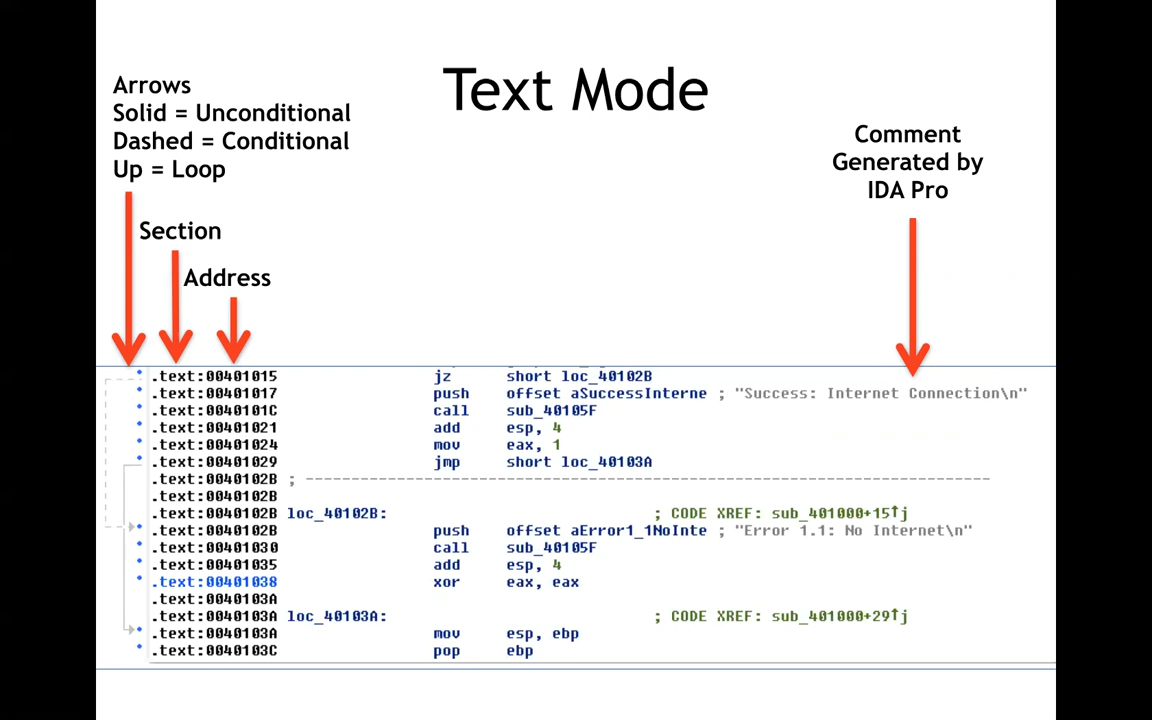 Text Mode
Arrows
Solid = Unconditional
Dashed = Conditional
Up = Loop
Section
Address
Comment
Generated by
IDA Pro
.text:00401015 jz short loc_40102B
.text:00401017 push offset aSuccessInterne ; "Success: Internet Connection\n"
.text:0040101C call sub_40105F
.text:00401021 add esp, 4
.text:00401024 mov eax, 1
.text:00401029 jmp short loc_40103A
.text:0040102B ; ---------------------------------------------------------------------------
.text:0040102B
.text:0040102B loc_40102B: ; CODE XREF: sub_401000+15↑j
.text:0040102B push offset aError1_1NoInte ; "Error 1.1: No Internet\n"
.text:00401030 call sub_40105F
.text:00401035 add esp, 4
.text:00401038 xor eax, eax
.text:0040103A
.text:0040103A loc_40103A: ; CODE XREF: sub_401000+29↑j
.text:0040103A mov esp, ebp
.text:0040103C pop ebp